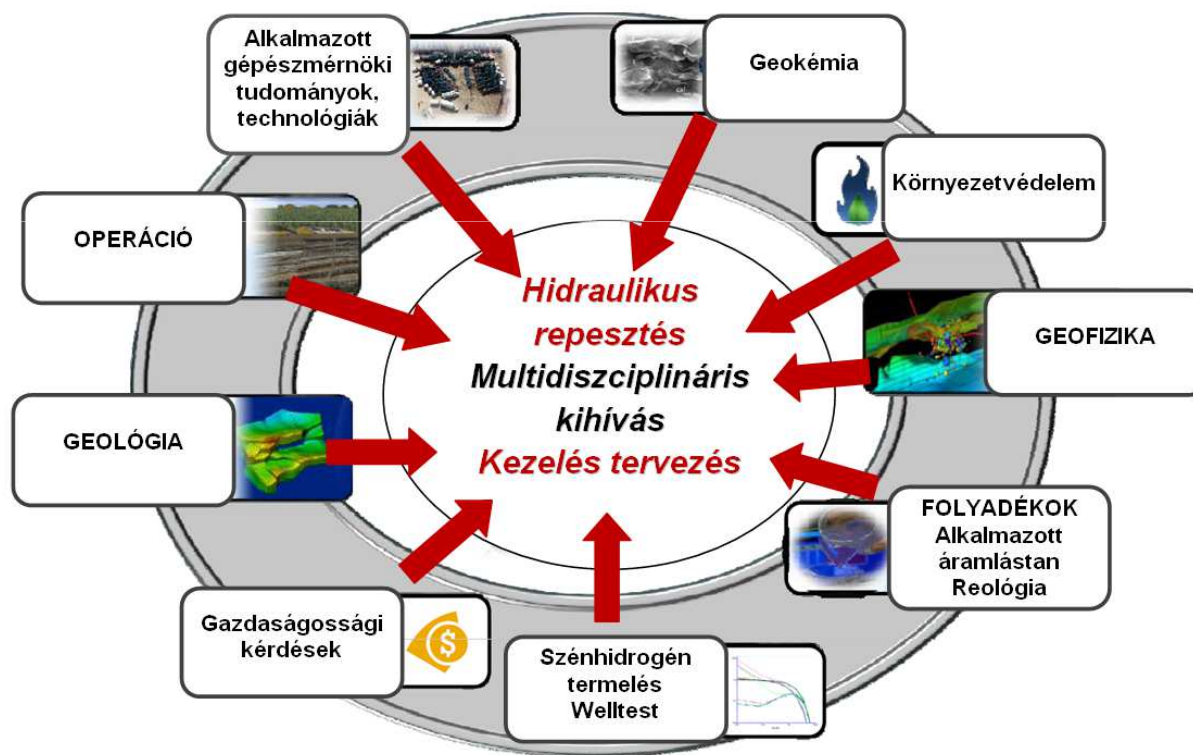 Alkalmazott
gépészmérnöki
tudományok,
technológiák
Geokémia
Környezetvédelem
OPERÁCIÓ
GEOFIZIKA
Hidraulikus
repesztés
Multidiszciplináris
kihívás
Kezelés tervezés
GEOLÓGIA
FOLYADÉKOK
Alkalmazott
áramlástan
Reológia
Gazdaságossági
kérdések
$
Szénhidrogén
termelés
Welltest